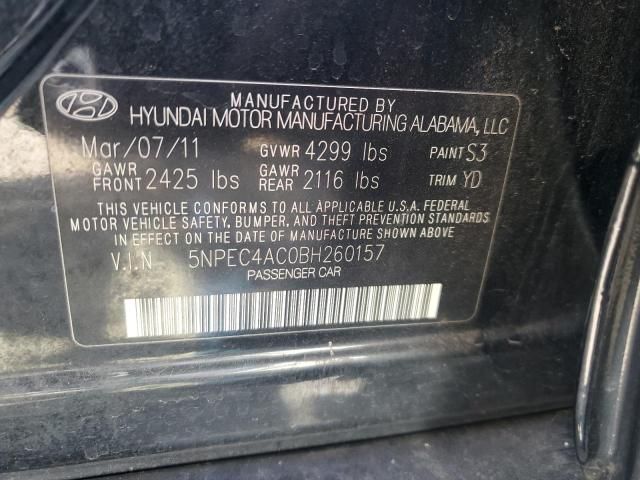 MANUFACTURED BY
HYUNDAI MOTOR MANUFACTURING ALABAMA, LLC
Mar/07/11 GVWR 4299 lbs PAINT S3
GAWR FRONT 2425 lbs GAWR REAR 2116 lbs TRIM YD
THIS VEHICLE CONFORMS TO ALL APPLICABLE U.S.A. FEDERAL
MOTOR VEHICLE SAFETY, BUMPER, AND THEFT PREVENTION STANDARDS
IN EFFECT ON THE DATE OF MANUFACTURE SHOWN ABOVE
V.I.N 5NPEC4AC0BH260157
PASSENGER CAR